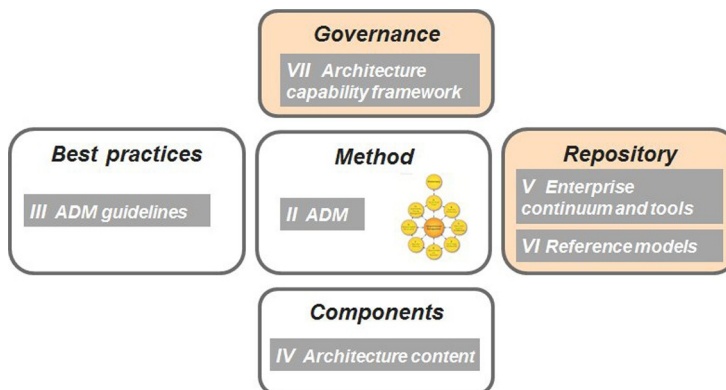 Governance
VII Architecture
capability framework
Best practices
III ADM guidelines
Method
II ADM
Repository
V Enterprise
continuum and tools
VI Reference models
Components
IV Architecture content